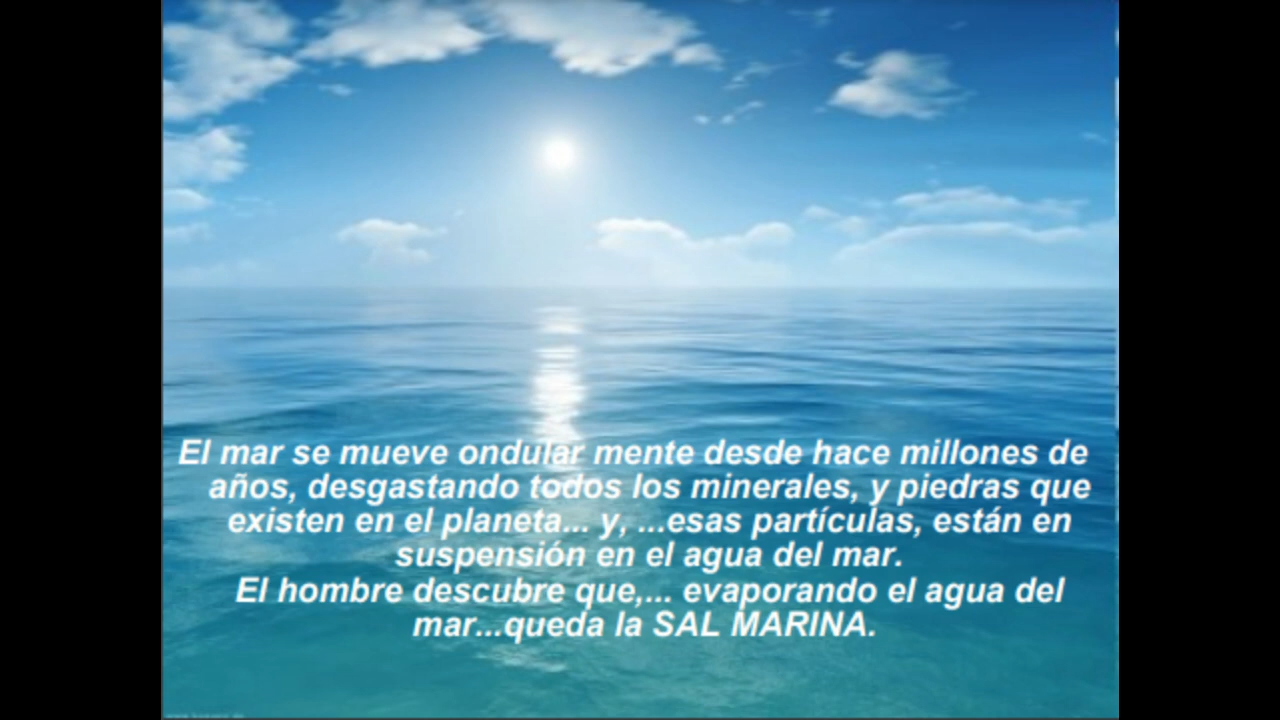 El mar se mueve ondular mente desde hace millones de
años, desgastando todos los minerales, y piedras que
existen en el planeta... y, ...esas partículas, están en
suspensión en el agua del mar.
El hombre descubre que,... evaporando el agua del
mar...queda la SAL MARINA.